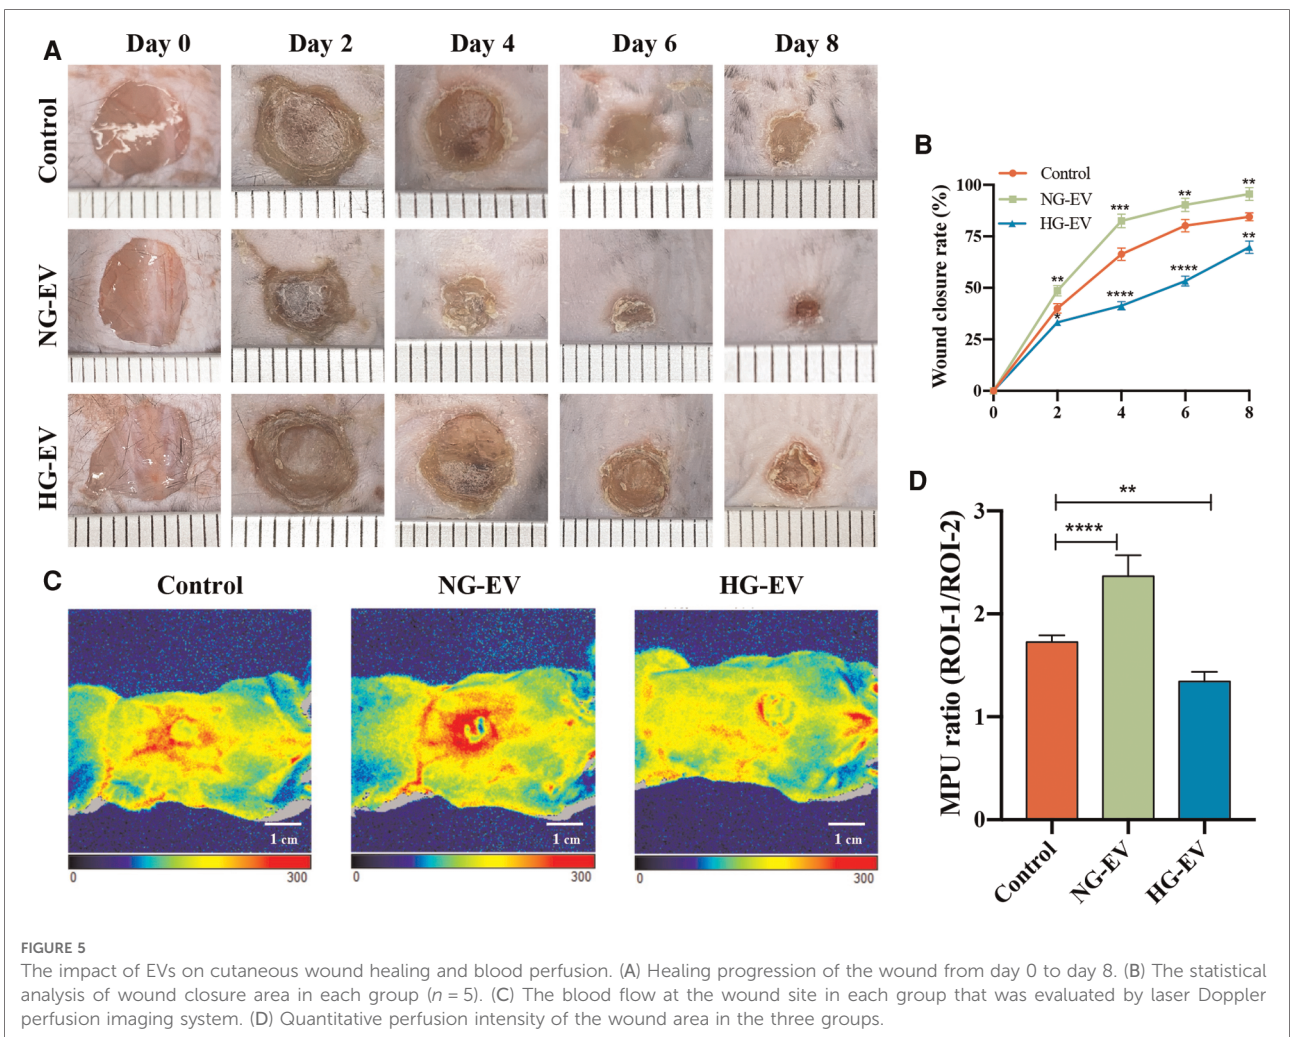 A
Day 0 Day 2 Day 4 Day 6 Day 8
Control
NG-EV
HG-EV
B
Control
NG-EV
HG-EV
Wound closure rate (%)
100
75
50
25
0
0 2 4 6 8
** *** ** **
* **** **** **
C
Control NG-EV HG-EV
1 cm 1 cm 1 cm
0 300 0 300 0 300
D
MPU ratio (ROI-1/ROI-2)
3
2
1
0
**
****
Control NG-EV HG-EV
FIGURE 5
The impact of EVs on cutaneous wound healing and blood perfusion. (A) Healing progression of the wound from day 0 to day 8. (B) The statistical
analysis of wound closure area in each group (n = 5). (C) The blood flow at the wound site in each group that was evaluated by laser Doppler
perfusion imaging system. (D) Quantitative perfusion intensity of the wound area in the three groups.